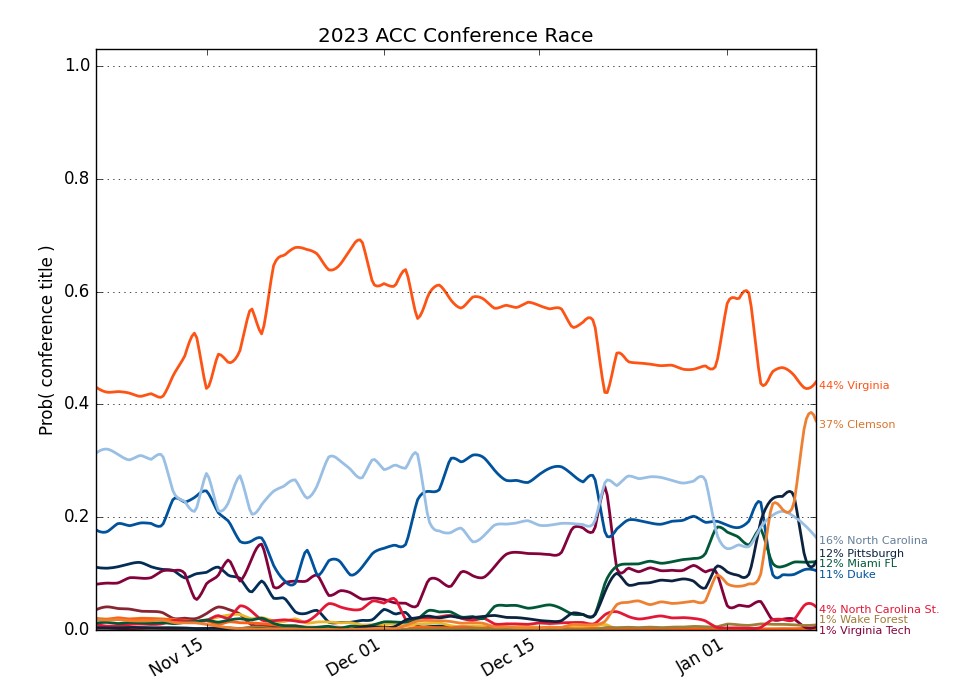 2023 ACC Conference Race
Prob( conference title )
1.0
0.8
0.6
0.4
0.2
0.0
Nov 15
Dec 01
Dec 15
Jan 01
44% Virginia
37% Clemson
16% North Carolina
12% Pittsburgh
12% Miami FL
11% Duke
4% North Carolina St.
1% Wake Forest
1% Virginia Tech